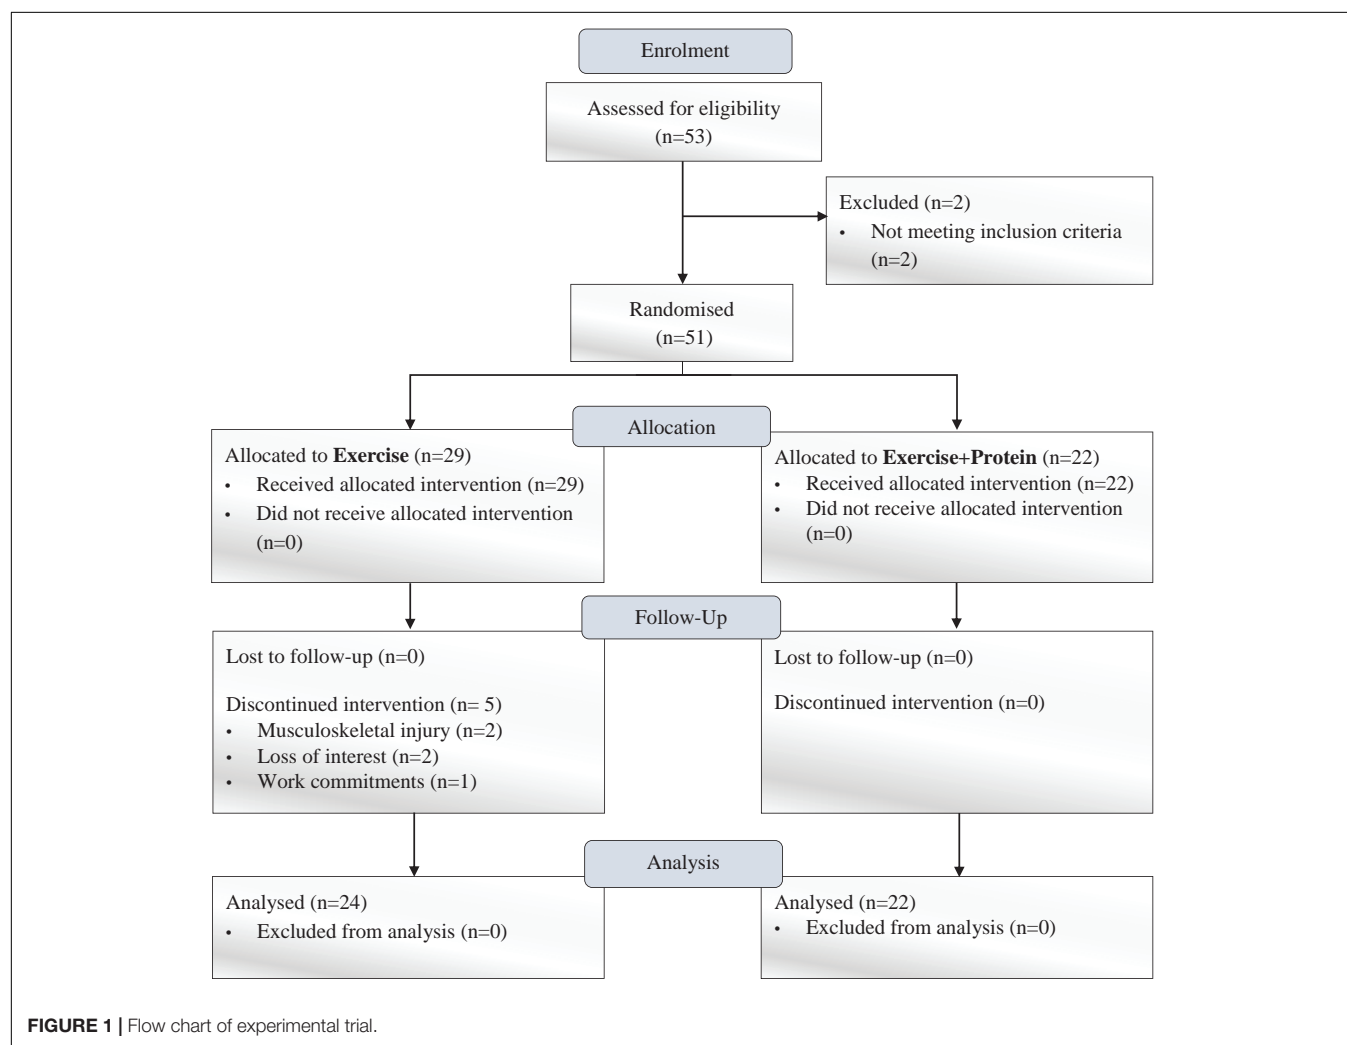 Enrolment
Assessed for eligibility
(n=53)
Excluded (n=2)
• Not meeting inclusion criteria
(n=2)
Randomised
(n=51)
Allocation
Allocated to Exercise (n=29)
• Received allocated intervention (n=29)
• Did not receive allocated intervention
(n=0)
Allocated to Exercise+Protein (n=22)
• Received allocated intervention (n=22)
• Did not receive allocated intervention
(n=0)
Follow-Up
Lost to follow-up (n=0)
Discontinued intervention (n= 5)
• Musculoskeletal injury (n=2)
• Loss of interest (n=2)
• Work commitments (n=1)
Lost to follow-up (n=0)
Discontinued intervention (n=0)
Analysis
Analysed (n=24)
• Excluded from analysis (n=0)
Analysed (n=22)
• Excluded from analysis (n=0)
FIGURE 1 | Flow chart of experimental trial.